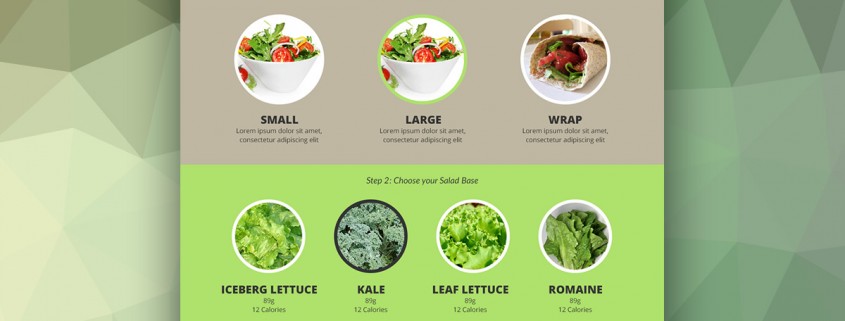 SMALL
Lorem ipsum dolor sit amet,
consectetur adipiscing elit
LARGE
Lorem ipsum dolor sit amet,
consectetur adipiscing elit
WRAP
Lorem ipsum dolor sit amet,
consectetur adipiscing elit
Step 2: Choose your Salad Base
ICEBERG LETTUCE
89g
12 Calories
KALE
89g
12 Calories
LEAF LETTUCE
89g
12 Calories
ROMAINE
89g
12 Calories